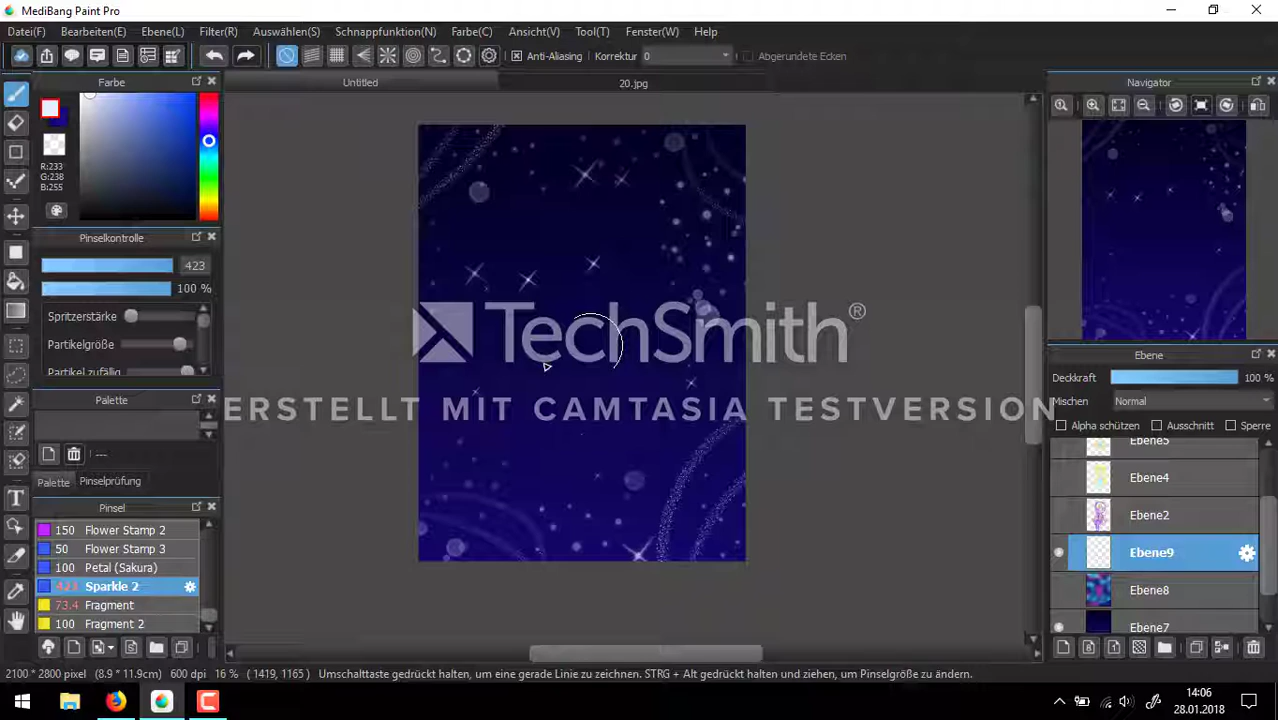 MediBang Paint Pro
Datei(F) Bearbeiten(E) Ebene(L) Filter(R) Auswählen(S) Schnappfunktion(N) Farbe(C) Ansicht(V) Tool(T) Fenster(W) Help
Anti-Aliasing Korrektur 0 Abgerundete Ecken
Farbe Untitled 20.jpg Navigator
R:233
G:238
B:255
Pinselkontrolle
423
100 %
Spritzerstärke
Partikelgröße
Partikel zufällig
Palette
---
Palette Pinselprüfung
Pinsel
150 Flower Stamp 2
50 Flower Stamp 3
100 Petal (Sakura)
423 Sparkle 2
73.4 Fragment
100 Fragment 2
TechSmith®
ERSTELLT MIT CAMTASIA TESTVERSION
Ebene
Deckkraft 100 %
Mischen Normal
Alpha schützen Ausschnitt Sperre
Ebene5
Ebene4
Ebene2
Ebene9
Ebene8
Ebene7
2100 * 2800 pixel (8.9 * 11.9cm) 600 dpi 16 % ( 1419, 1165 ) Umschalttaste gedrückt halten, um eine gerade Linie zu zeichnen. STRG + Alt gedrückt halten und ziehen, um Pinselgröße zu ändern.
14:06
28.01.2018